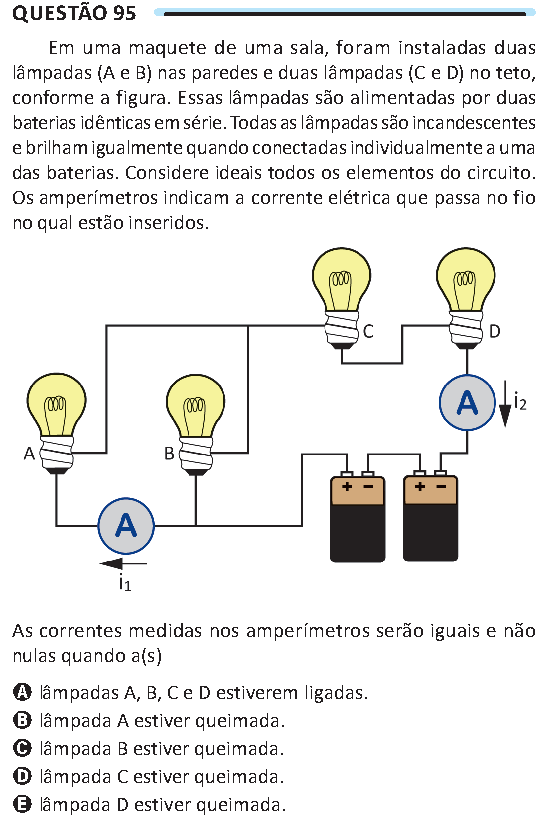 QUESTÃO 95
Em uma maquete de uma sala, foram instaladas duas
lâmpadas (A e B) nas paredes e duas lâmpadas (C e D) no teto,
conforme a figura. Essas lâmpadas são alimentadas por duas
baterias idênticas em série. Todas as lâmpadas são incandescentes
e brilham igualmente quando conectadas individualmente a uma
das baterias. Considere ideais todos os elementos do circuito.
Os amperímetros indicam a corrente elétrica que passa no fio
no qual estão inseridos.
C
D
A
i2
A
B
+ − + −
A
i1
As correntes medidas nos amperímetros serão iguais e não
nulas quando a(s)
A lâmpadas A, B, C e D estiverem ligadas.
B lâmpada A estiver queimada.
C lâmpada B estiver queimada.
D lâmpada C estiver queimada.
E lâmpada D estiver queimada.